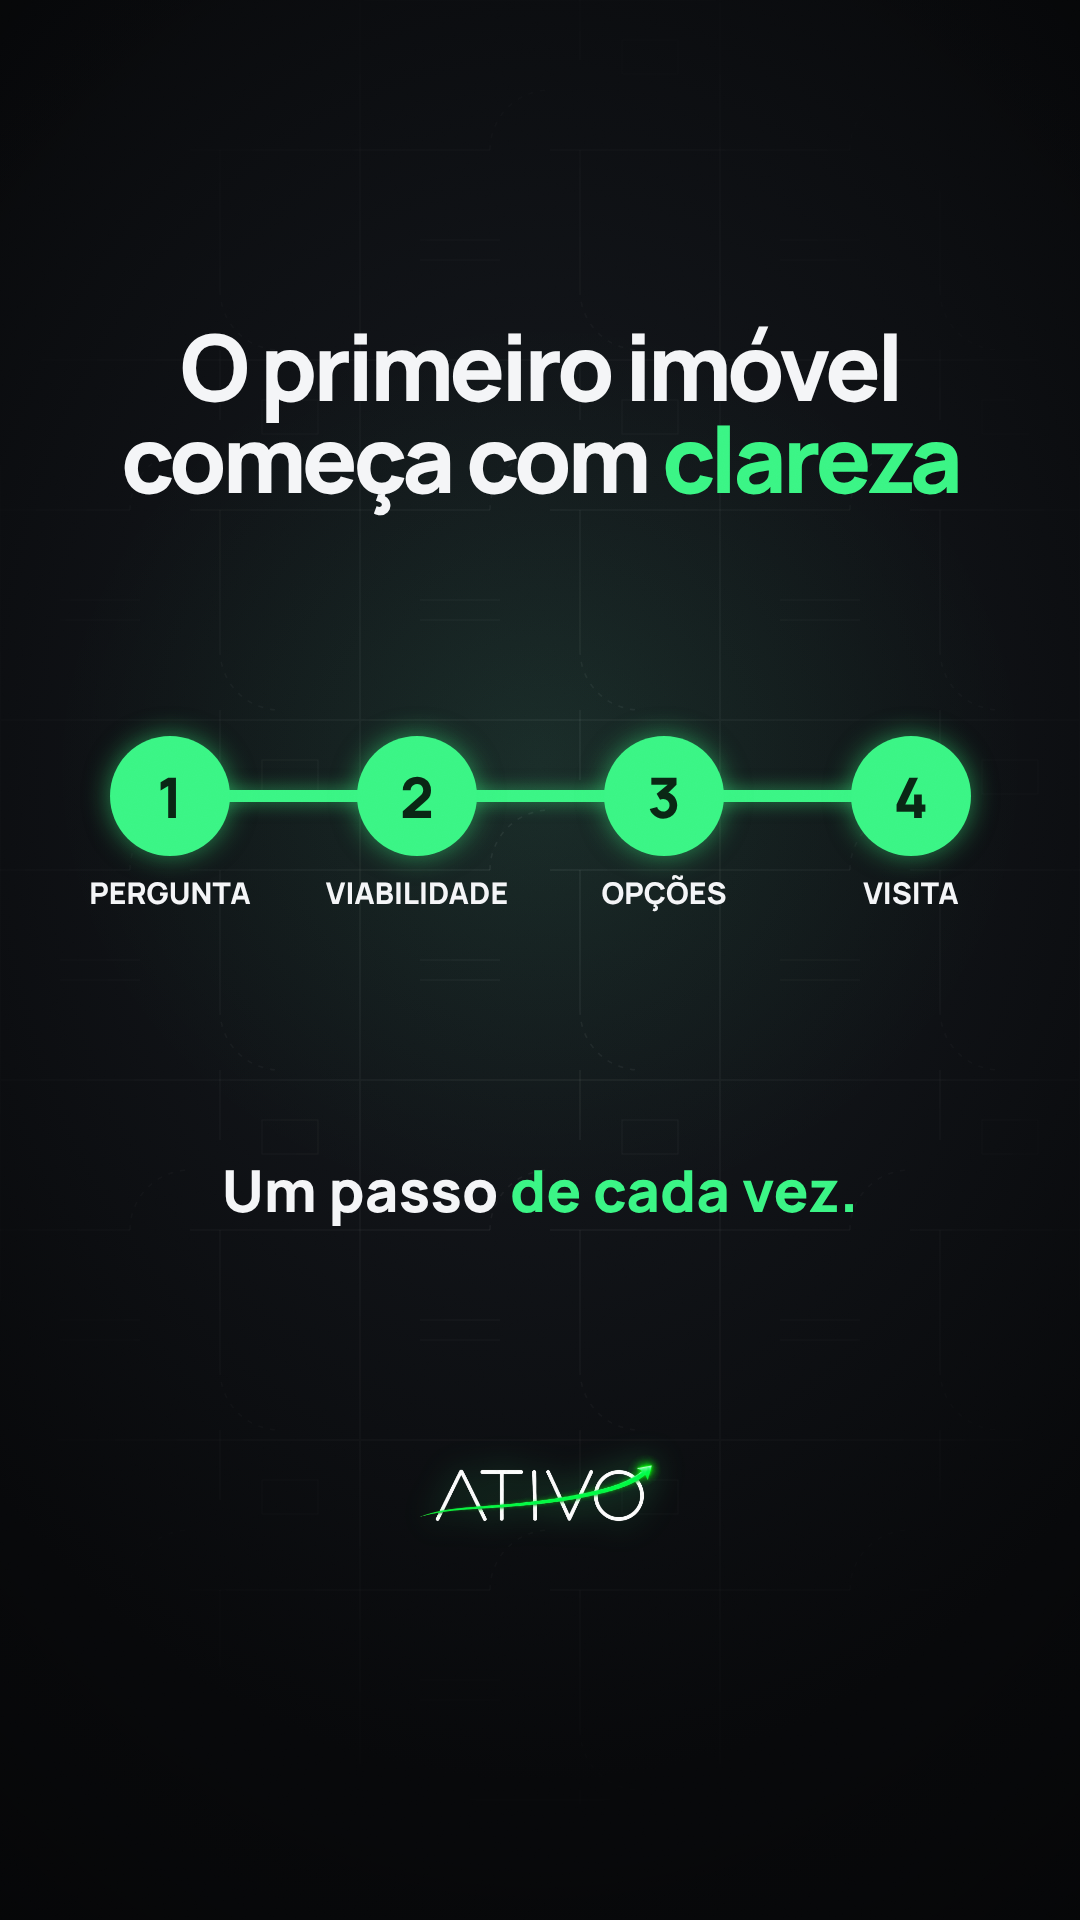 O primeiro imóvel
começa com clareza
1 2 3 4
PERGUNTA VIABILIDADE OPÇÕES VISITA
Um passo de cada vez.
ATIVO